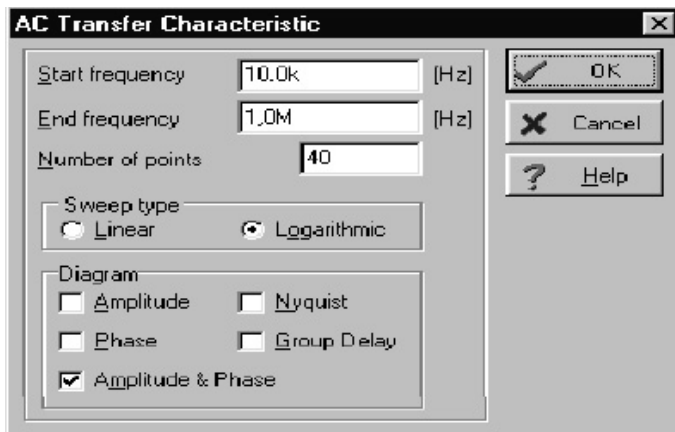 AC Transfer Characteristic
Start frequency 10.0k [Hz]
End frequency 1,0M [Hz]
Number of points 40
Sweep type
Linear Logarithmic
Diagram
Amplitude Nyquist
Phase Group Delay
Amplitude & Phase
OK
Cancel
? Help